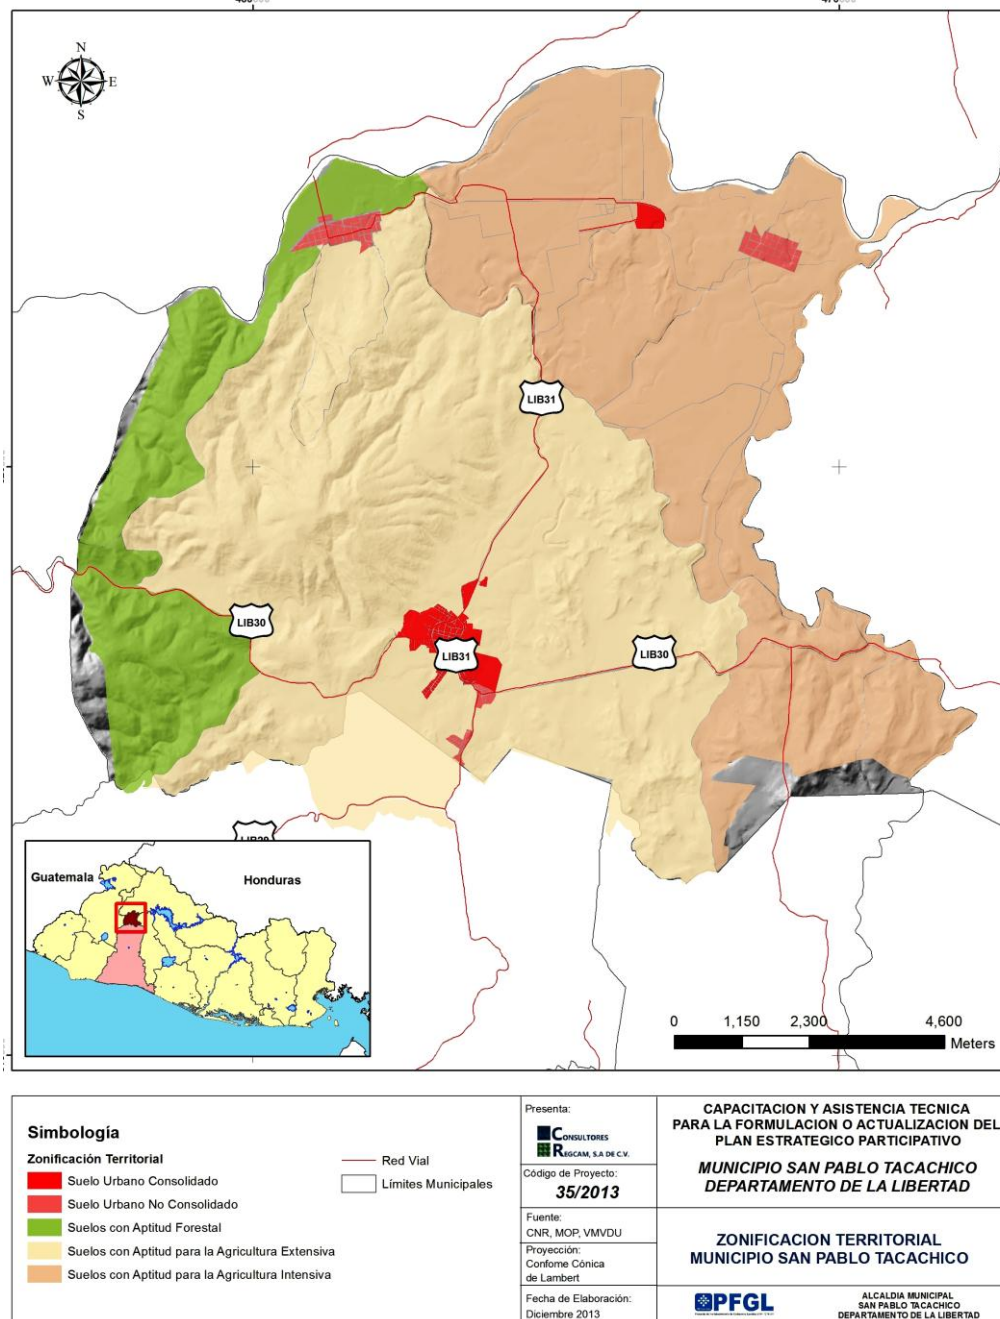 N
W E
S
LIB31
LIB30
LIB31
LIB30
Guatemala
Honduras
0 1,150 2,300 4,600
Meters
Simbología
Zonificación Territorial
Suelo Urbano Consolidado
Suelo Urbano No Consolidado
Suelos con Aptitud Forestal
Suelos con Aptitud para la Agricultura Extensiva
Suelos con Aptitud para la Agricultura Intensiva
Red Vial
Límites Municipales
Presenta:
CONSULTORES
REGCAM, S.A DE C.V.
Código de Proyecto:
35/2013
Fuente:
CNR, MOP, VMVDU
Proyección:
Confome Cónica
de Lambert
Fecha de Elaboración:
Diciembre 2013
CAPACITACION Y ASISTENCIA TECNICA
PARA LA FORMULACION O ACTUALIZACION DEL
PLAN ESTRATEGICO PARTICIPATIVO
MUNICIPIO SAN PABLO TACACHICO
DEPARTAMENTO DE LA LIBERTAD
ZONIFICACION TERRITORIAL
MUNICIPIO SAN PABLO TACACHICO
PFGL
ALCALDIA MUNICIPAL
SAN PABLO TACACHICO
DEPARTAMENTO DE LA LIBERTAD